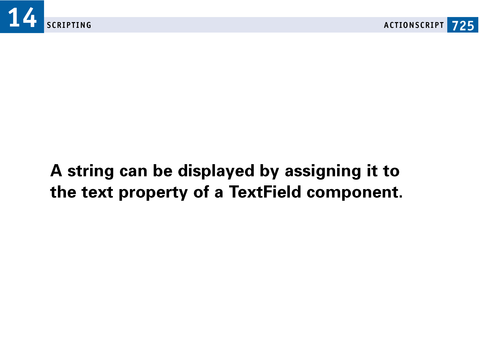 14 SCRIPTING ACTIONSCRIPT 725
A string can be displayed by assigning it to
the text property of a TextField component.